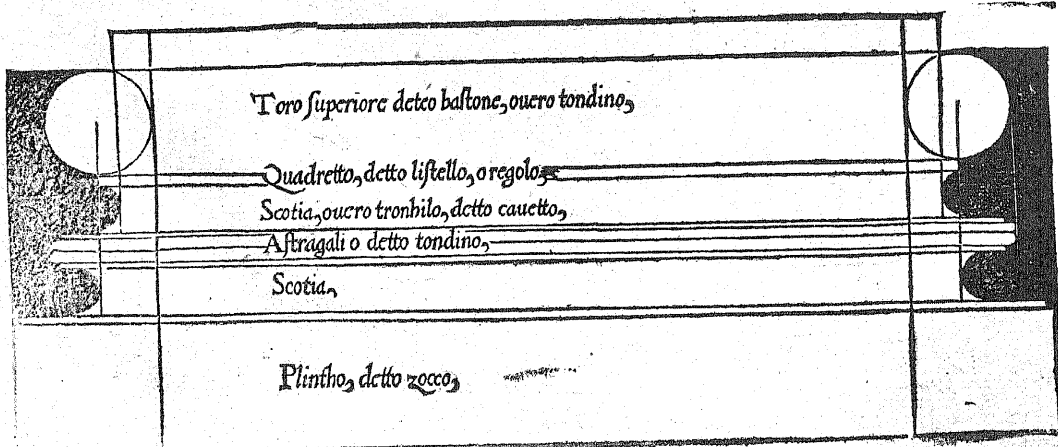 Toro ſuperiore detto baſtone, ouero tondino,
Quadretto, detto liſtello, o regolo,
Scotia, ouero tronhilo, detto cauetto,
Aſtragali o detto tondino,
Scotia,
Plintho, detto zocco,